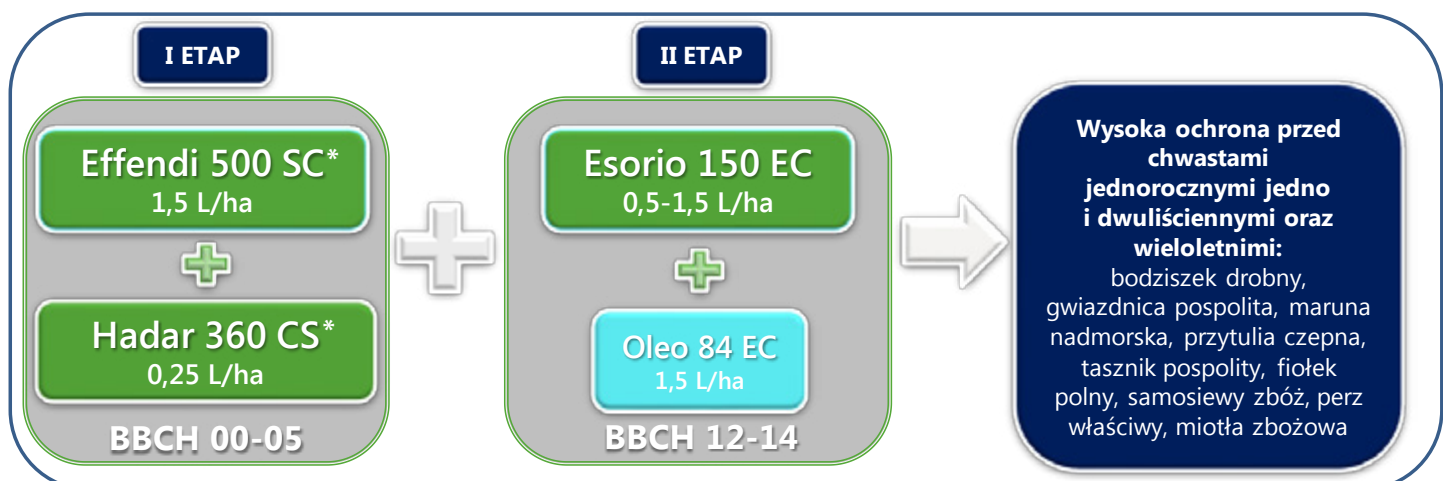 I ETAP
Effendi 500 SC*
1,5 L/ha
Hadar 360 CS*
0,25 L/ha
BBCH 00-05
II ETAP
Esorio 150 EC
0,5-1,5 L/ha
Oleo 84 EC
1,5 L/ha
BBCH 12-14
Wysoka ochrona przed
chwastami
jednorocznymi jedno
i dwuliściennymi oraz
wieloletnimi:
bodziszek drobny,
gwiazdnica pospolita, maruna
nadmorska, przytulia czepna,
tasznik pospolity, fiołek
polny, samosiewy zbóż, perz
właściwy, miotła zbożowa